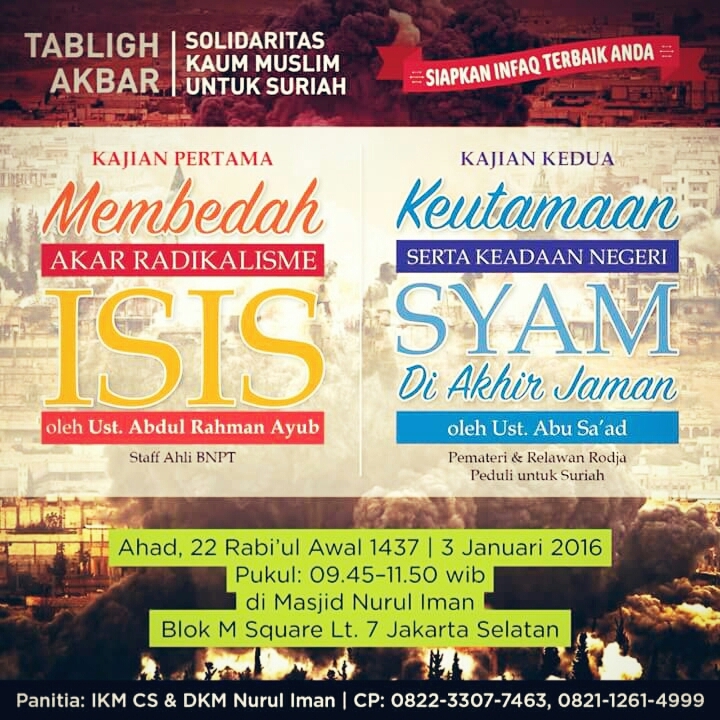 TABLIGH
AKBAR
SOLIDARITAS
KAUM MUSLIM
UNTUK SURIAH
SIAPKAN INFAQ TERBAIK ANDA
KAJIAN PERTAMA
Membedah
AKAR RADIKALISME
ISIS
oleh Ust. Abdul Rahman Ayub
Staff Ahli BNPT
KAJIAN KEDUA
Keutamaan
SERTA KEADAAN NEGERI
SYAM
Di Akhir Jaman
oleh Ust. Abu Sa'ad
Pemateri & Relawan Rodja
Peduli untuk Suriah
Ahad, 22 Rabi'ul Awal 1437 | 3 Januari 2016
Pukul: 09.45–11.50 wib
di Masjid Nurul Iman
Blok M Square Lt. 7 Jakarta Selatan
Panitia: IKM CS & DKM Nurul Iman | CP: 0822-3307-7463, 0821-1261-4999